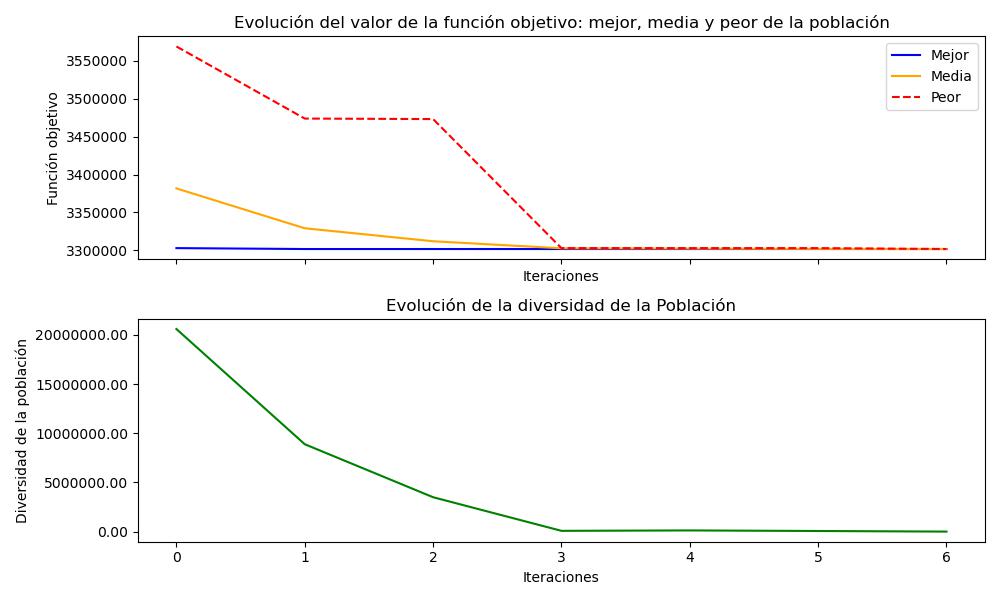 Evolución del valor de la función objetivo: mejor, media y peor de la población
Función objetivo
3550000
3500000
3450000
3400000
3350000
3300000
Mejor
Media
Peor
Iteraciones
Evolución de la diversidad de la Población
Diversidad de la población
20000000.00
15000000.00
10000000.00
5000000.00
0.00
0 1 2 3 4 5 6
Iteraciones